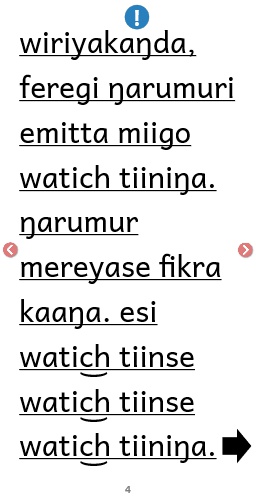 wiriyakaŋda,
feregi ŋarumuri
emitta miigo
watich tiiniŋa.
ŋarumur
mereyase fikra
kaaŋa. esi
watich tiinse
watich tiinse
watich tiiniŋa.
4